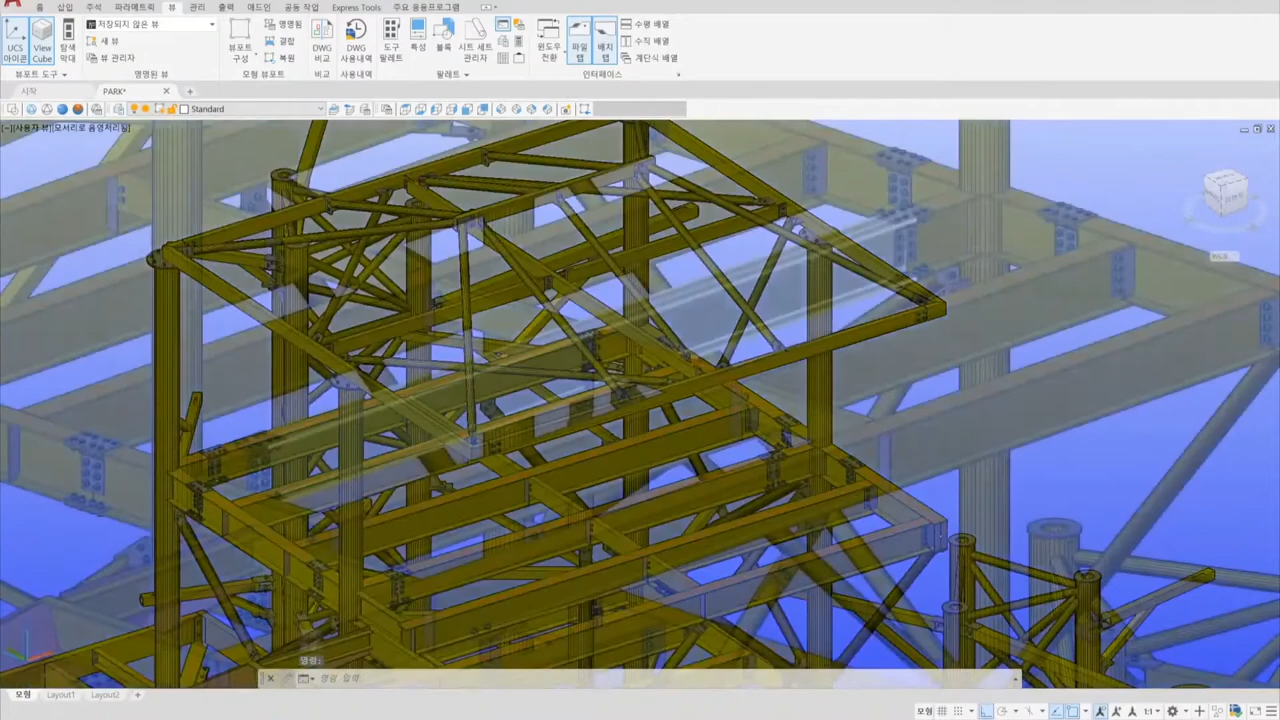 홈 삽입 주석 파라메트릭 뷰 관리 출력 애드인 공동 작업 Express Tools 주요 응용프로그램
UCS 아이콘
View Cube
탐색 막대
뷰포트 도구
저장되지 않은 뷰
새 뷰
뷰 관리자
명명된 뷰
뷰포트 구성
명명됨
결합
복원
모형 뷰포트
DWG 비교
비교
DWG 사용내역
사용내역
도구 팔레트
특성
블록
시트 세트 관리자
팔레트
윈도우 전환
파일 탭
배치 탭
수평 배열
수직 배열
계단식 배열
인터페이스
시작
PARK*
Standard
[−][사용자 뷰][모서리로 음영처리됨]
명령:
명령 입력
모형 Layout1 Layout2
모형
1:1